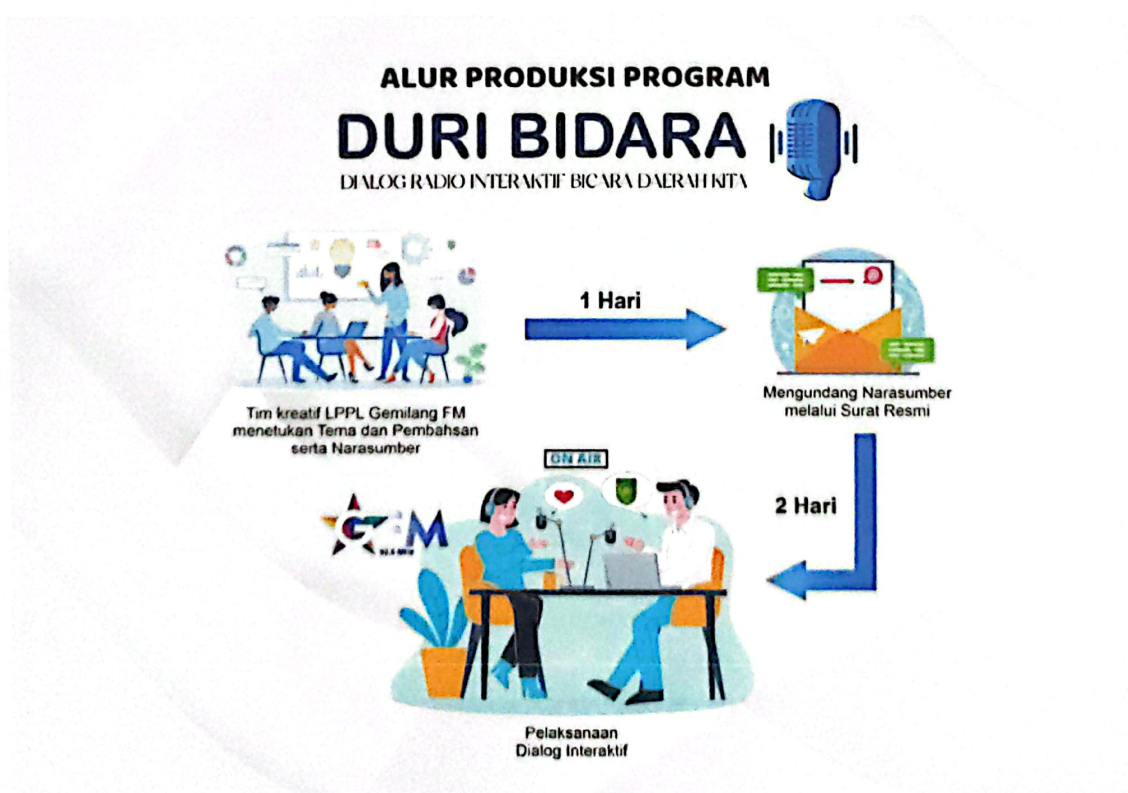 ALUR PRODUKSI PROGRAM
DURI BIDARA
DIALOG RADIO INTERAKTIF BICARA DAERAH KITA
1 Hari
Tim kreatif LPPL Gemilang FM
menetukan Tema dan Pembahsan
serta Narasumber
Mengundang Narasumber
melalui Surat Resmi
2 Hari
ON AIR
Pelaksanaan
Dialog Interaktif